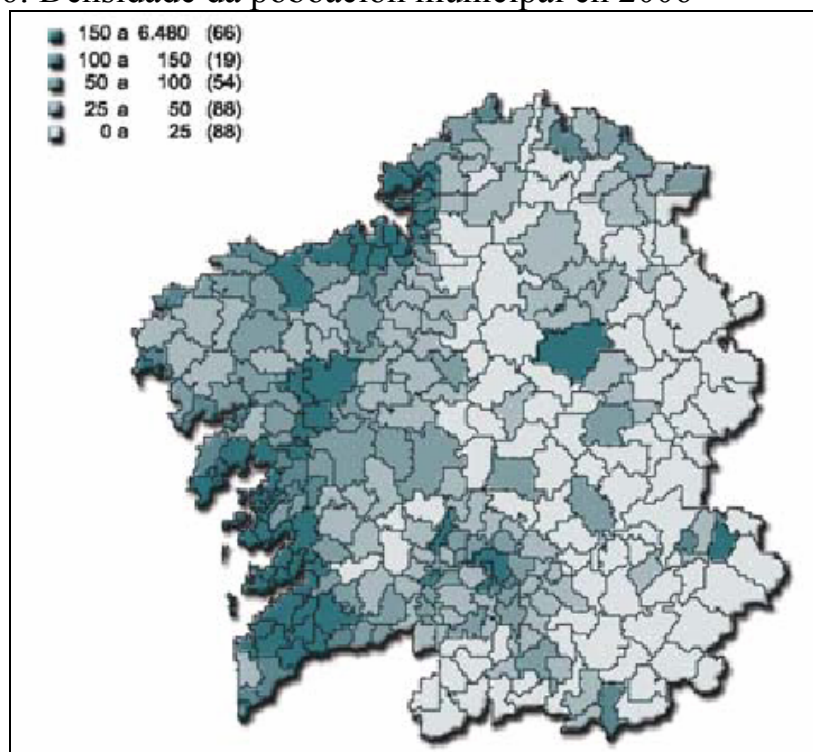 Densidade da poboación municipal en 2006
150 a 6.480 (66)
100 a 150 (19)
50 a 100 (54)
25 a 50 (88)
0 a 25 (88)